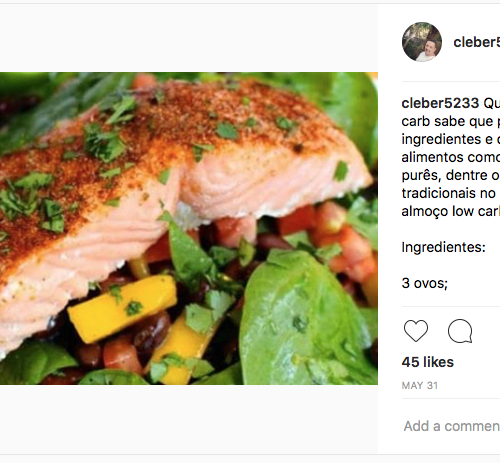 cleber5
cleber5233 Qu
carb sabe que p
ingredientes e
alimentos como
purês, dentre o
tradicionais no
almoço low carb
Ingredientes:
3 ovos;
45 likes
MAY 31
Add a commen